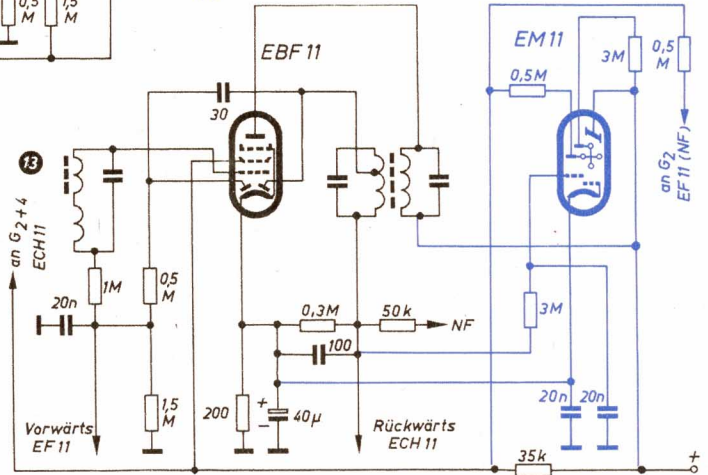 0,5
M
1,5
M
EBF 11
EM 11
3M
0,5
M
0,5M
30
13
an G2+4
ECH 11
an G2
EF 11 (NF)
1M
0,5
M
20n
0,3M
50k
NF
3M
100
1,5
M
200
+
−
40µ
20n
20n
Vorwärts
EF 11
Rückwärts
ECH 11
35k
+